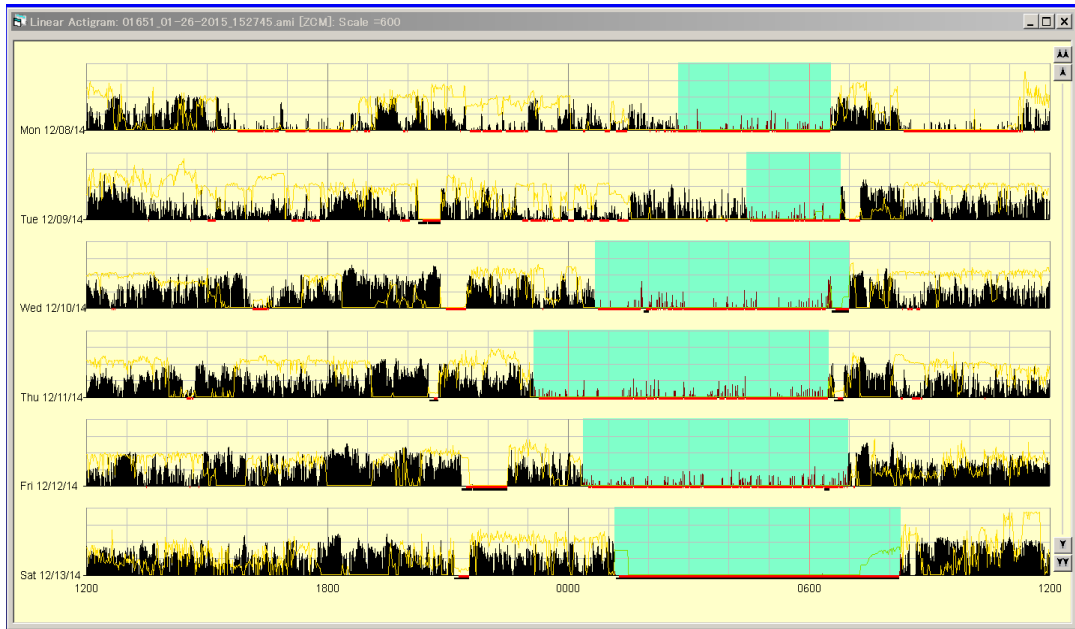 Linear Actigram: 01651_01-26-2015_152745.ami [ZCM]: Scale =600
Mon 12/08/14
Tue 12/09/14
Wed 12/10/14
Thu 12/11/14
Fri 12/12/14
Sat 12/13/14
1200 1800 0000 0600 1200